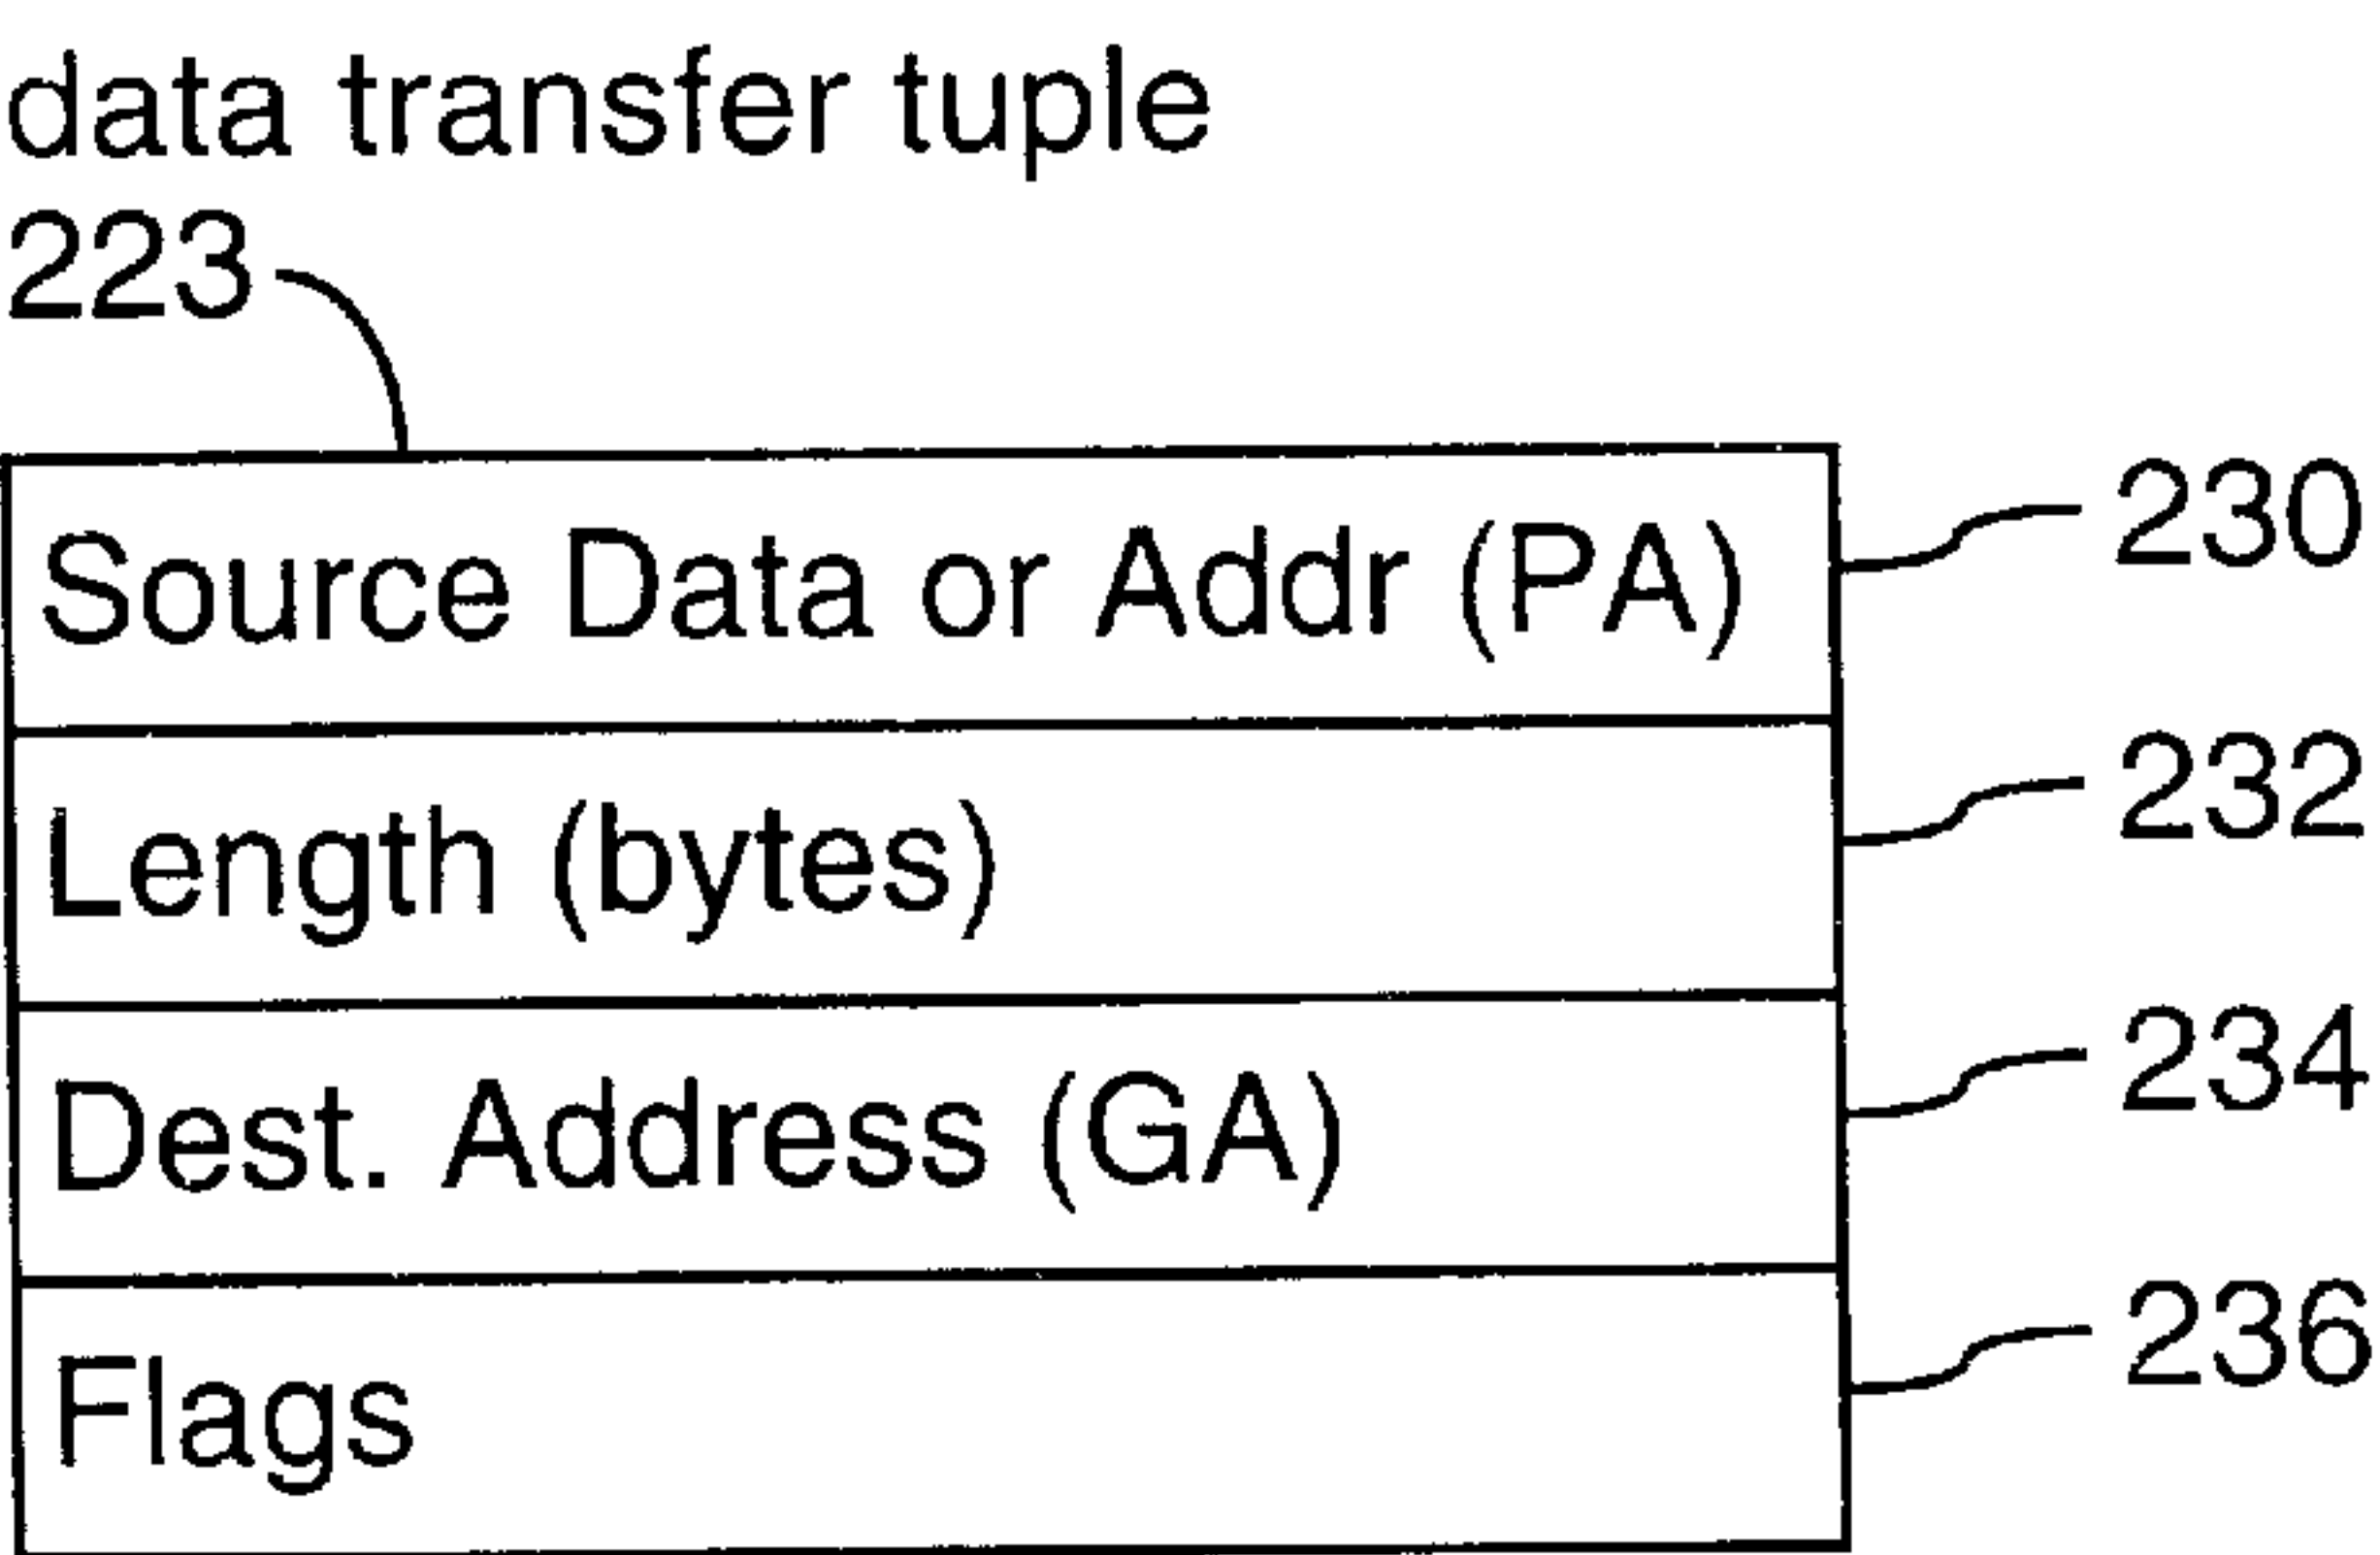 data transfer tuple
223
Source Data or Addr (PA) 230
Length (bytes) 232
Dest. Address (GA) 234
Flags 236